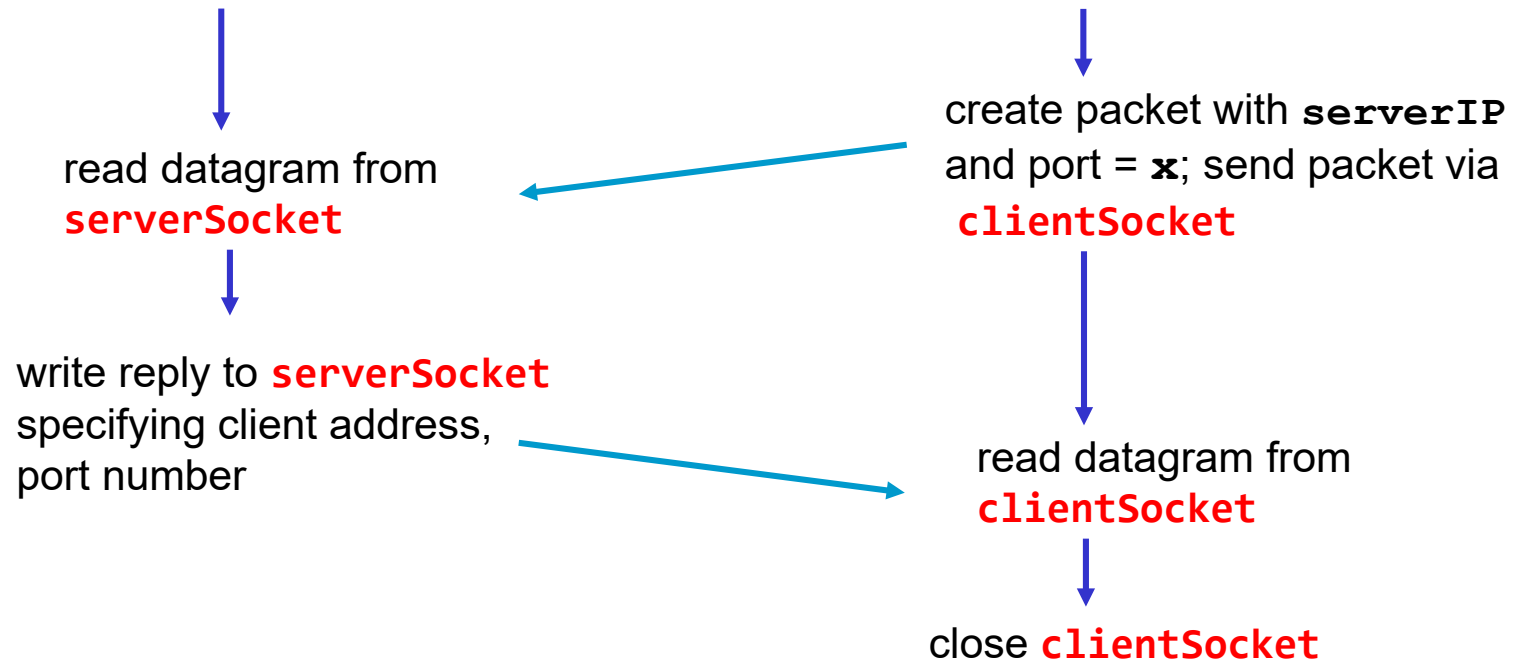 read datagram from
serverSocket
write reply to serverSocket
specifying client address,
port number
create packet with serverIP
and port = x; send packet via
clientSocket
read datagram from
clientSocket
close clientSocket